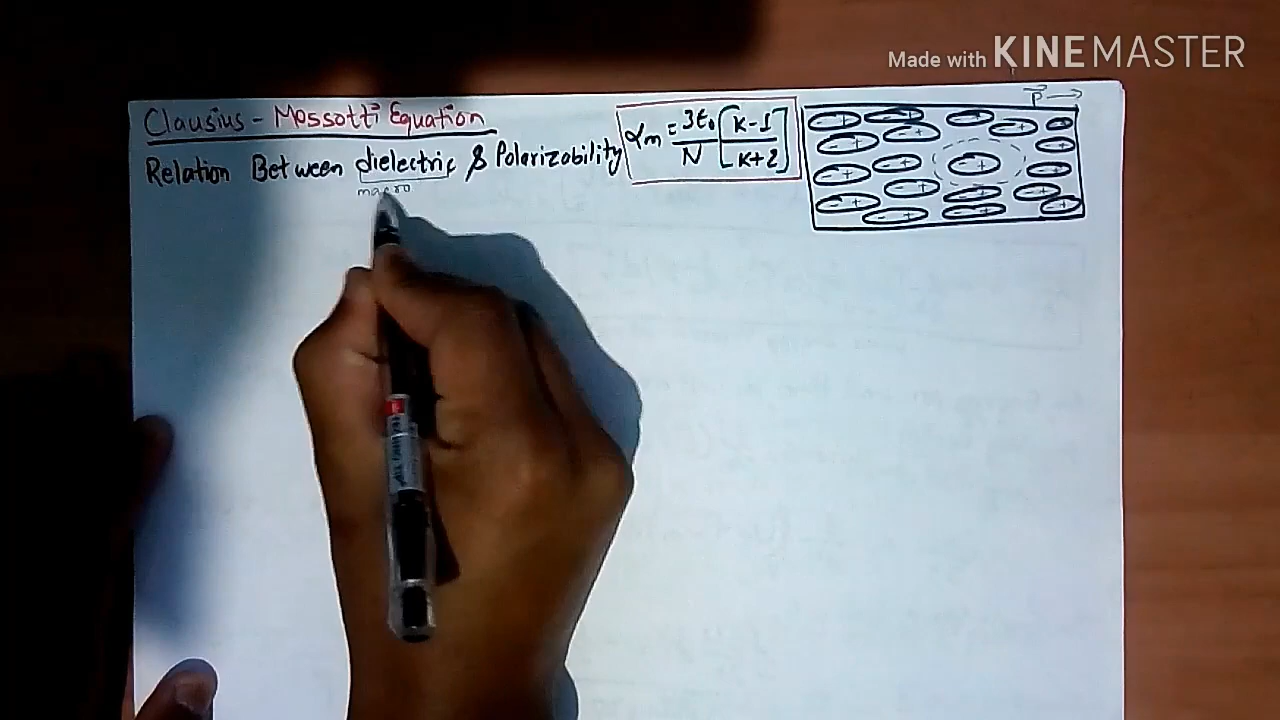 Made with KINEMASTER
Clausius - Mossotti Equation
Relation Between dielectric & Polarizability
macro
αm = 3ε₀/N [K-1/K+2]
P→